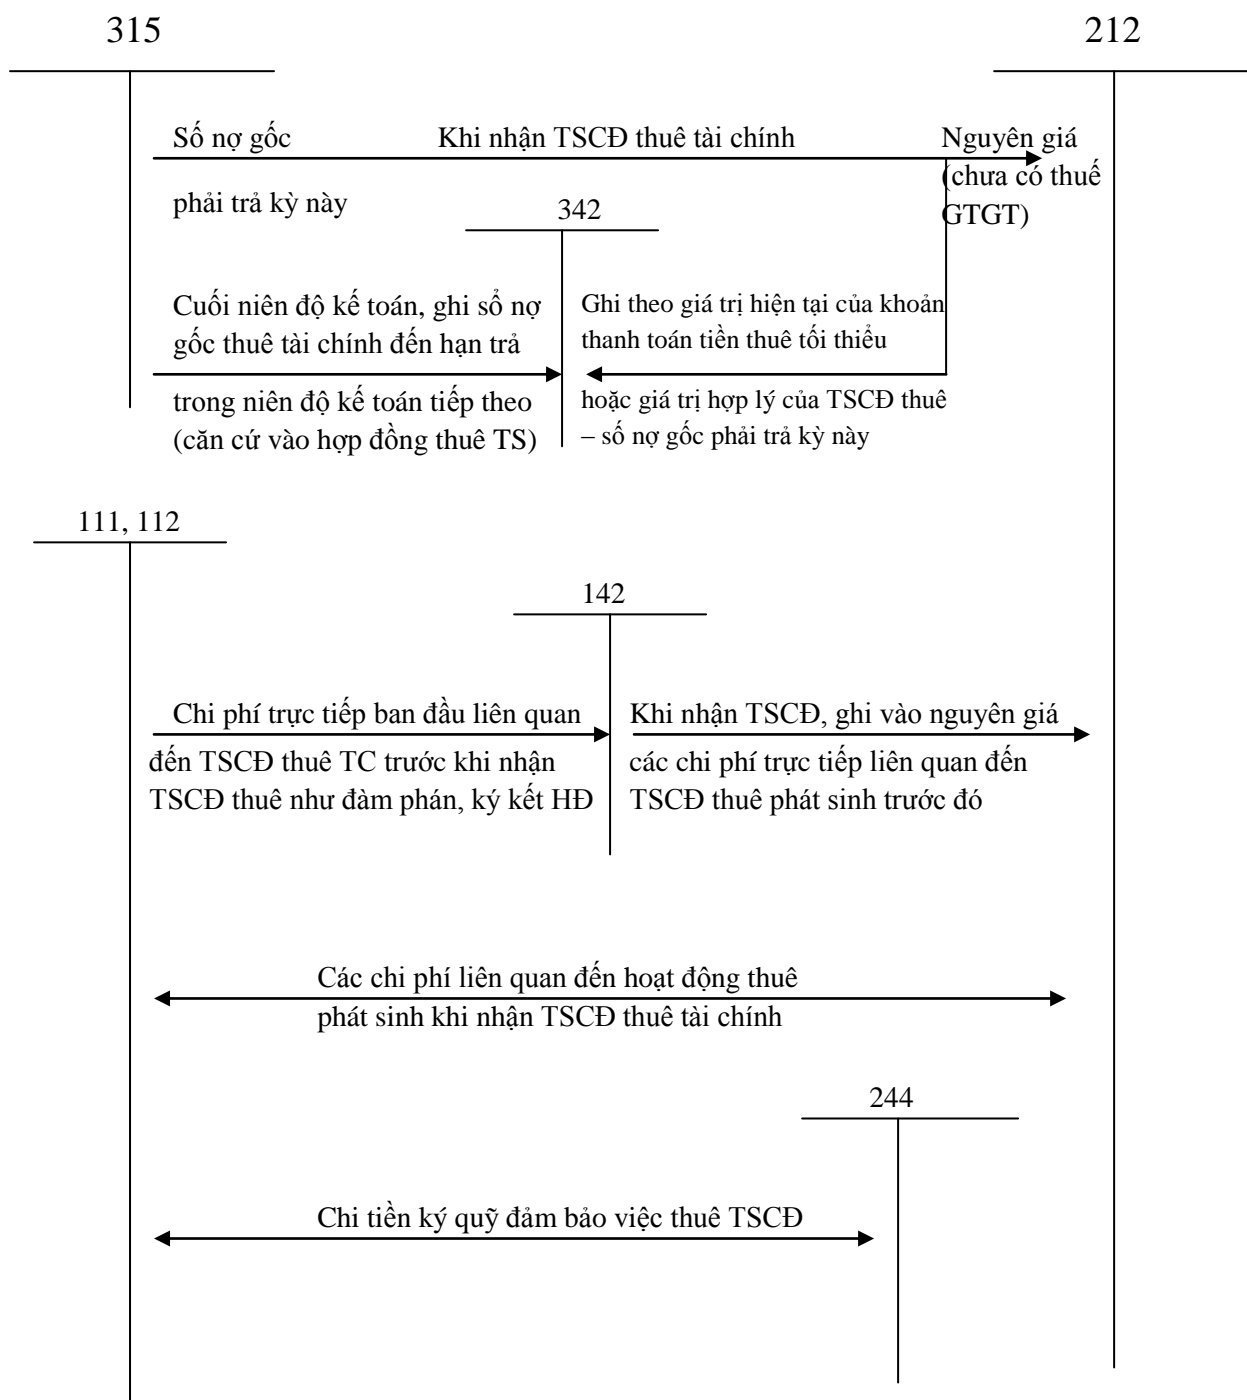 315
212
Số nợ gốc
Khi nhận TSCĐ thuê tài chính
Nguyên giá
(chưa có thuế
GTGT)
phải trả kỳ này
342
Cuối niên độ kế toán, ghi sổ nợ
gốc thuê tài chính đến hạn trả
trong niên độ kế toán tiếp theo
(căn cứ vào hợp đồng thuê TS)
Ghi theo giá trị hiện tại của khoản
thanh toán tiền thuê tối thiểu
hoặc giá trị hợp lý của TSCĐ thuê
– số nợ gốc phải trả kỳ này
111, 112
142
Chi phí trực tiếp ban đầu liên quan
đến TSCĐ thuê TC trước khi nhận
TSCĐ thuê như đàm phán, ký kết HĐ
Khi nhận TSCĐ, ghi vào nguyên giá
các chi phí trực tiếp liên quan đến
TSCĐ thuê phát sinh trước đó
Các chi phí liên quan đến hoạt động thuê
phát sinh khi nhận TSCĐ thuê tài chính
244
Chi tiền ký quỹ đảm bảo việc thuê TSCĐ